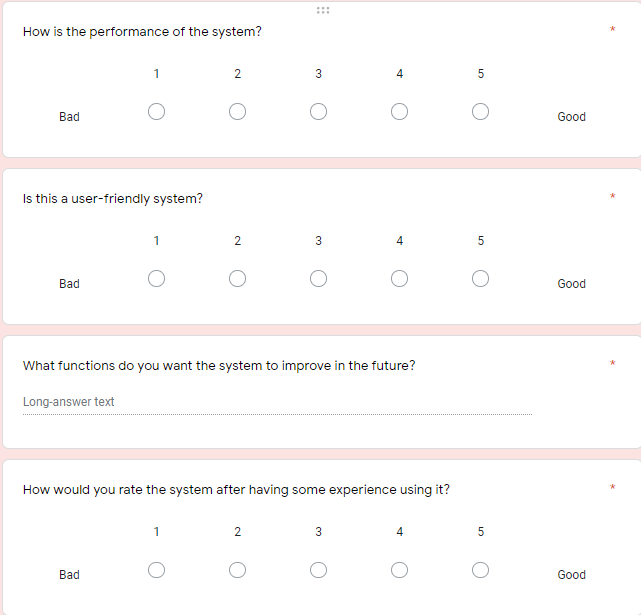 How is the performance of the system? *
1 2 3 4 5
Bad Good
Is this a user-friendly system? *
1 2 3 4 5
Bad Good
What functions do you want the system to improve in the future? *
Long-answer text
How would you rate the system after having some experience using it? *
1 2 3 4 5
Bad Good